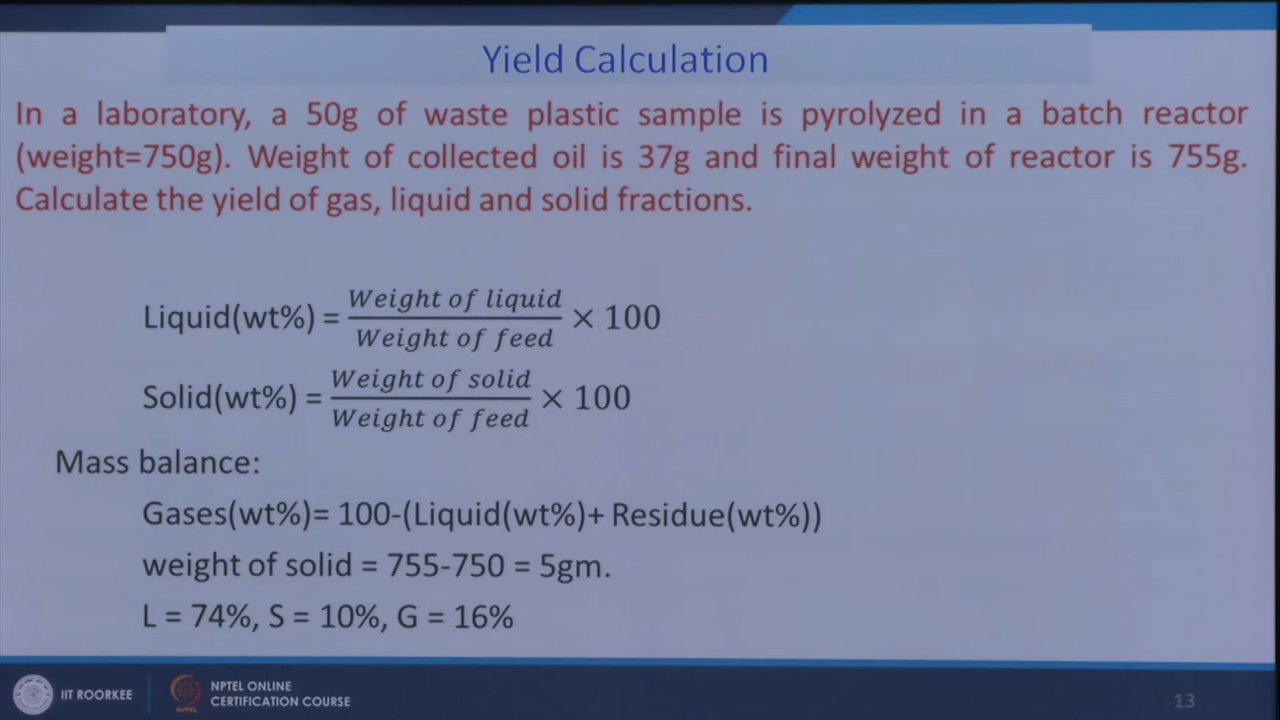 Yield Calculation
In a laboratory, a 50g of waste plastic sample is pyrolyzed in a batch reactor
(weight=750g). Weight of collected oil is 37g and final weight of reactor is 755g.
Calculate the yield of gas, liquid and solid fractions.
Liquid(wt%) = Weight of liquid / Weight of feed × 100
Solid(wt%) = Weight of solid / Weight of feed × 100
Mass balance:
Gases(wt%)= 100-(Liquid(wt%)+ Residue(wt%))
weight of solid = 755-750 = 5gm.
L = 74%, S = 10%, G = 16%
IIT ROORKEE
NPTEL ONLINE
CERTIFICATION COURSE
NPTEL
13